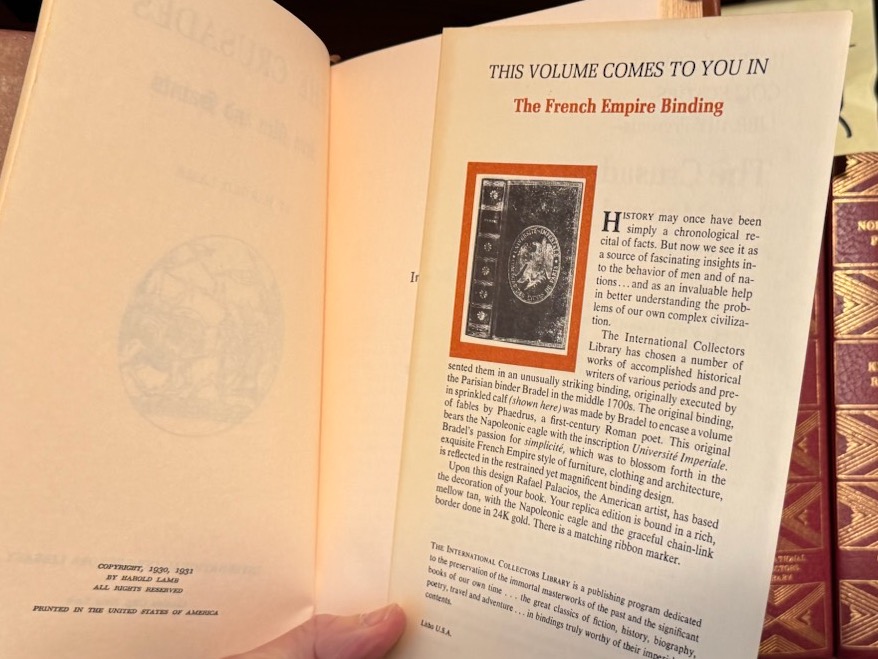 THE CRUSADES
COPYRIGHT, 1930, 1931
BY HAROLD LAMB
ALL RIGHTS RESERVED
PRINTED IN THE UNITED STATES OF AMERICA
THIS VOLUME COMES TO YOU IN
The French Empire Binding
HISTORY may once have been
simply a chronological re-
cital of facts. But now we see it as
a source of fascinating insights in-
to the behavior of men and of na-
tions...and as an invaluable help
in better understanding the prob-
lems of our own complex civiliza-
tion.
The International Collectors
Library has chosen a number of
works of accomplished historical
writers of various periods and pre-
sented them in an unusually striking binding, originally executed by
the Parisian binder Bradel in the middle 1700s. The original binding,
in sprinkled calf (shown here) was made by Bradel to encase a volume
of fables by Phaedrus, a first-century Roman poet. This original
bears the Napoleonic eagle with the inscription Université Imperiale.
Bradel's passion for simplicité, which was to blossom forth in the
exquisite French Empire style of furniture, clothing and architecture,
is reflected in the restrained yet magnificent binding design.
Upon this design Rafael Palacios, the American artist, has based
the decoration of your book. Your replica edition is bound in a rich,
mellow tan, with the Napoleonic eagle and the graceful chain-link
border done in 24K gold. There is a matching ribbon marker.
THE INTERNATIONAL COLLECTORS LIBRARY is a publishing program dedicated
to the preservation of the immortal masterworks of the past and the significant
books of our own time . . . the great classics of fiction, history, biography,
poetry, travel and adventure . . . in bindings truly worthy of their
contents.
Litho U.S.A.